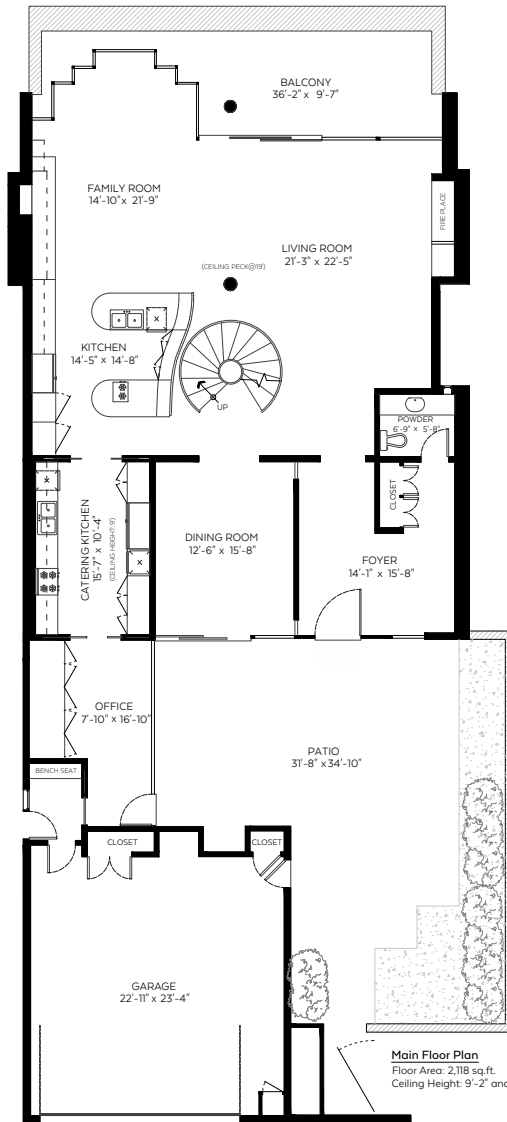 BALCONY
36'-2" x 9'-7"
FAMILY ROOM
14'-10"x 21'-9"
FIRE PLACE
LIVING ROOM
21'-3" x 22'-5"
(CEILING PECK@19')
KITCHEN
14'-5" x 14'-8"
UP
POWDER
6'-9" x 5'-8"
CLOSET
CATERING KITCHEN
15'-7" x 10'-4"
(CEILING HEIGHT: 9')
DINING ROOM
12'-6" x 15'-8"
FOYER
14'-1" x 15'-8"
OFFICE
7'-10" x 16'-10"
PATIO
31'-8" x34'-10"
BENCH SEAT
CLOSET
CLOSET
GARAGE
22'-11" x 23'-4"
Main Floor Plan
Floor Area: 2,118 sq.ft.
Ceiling Height: 9'-2" and